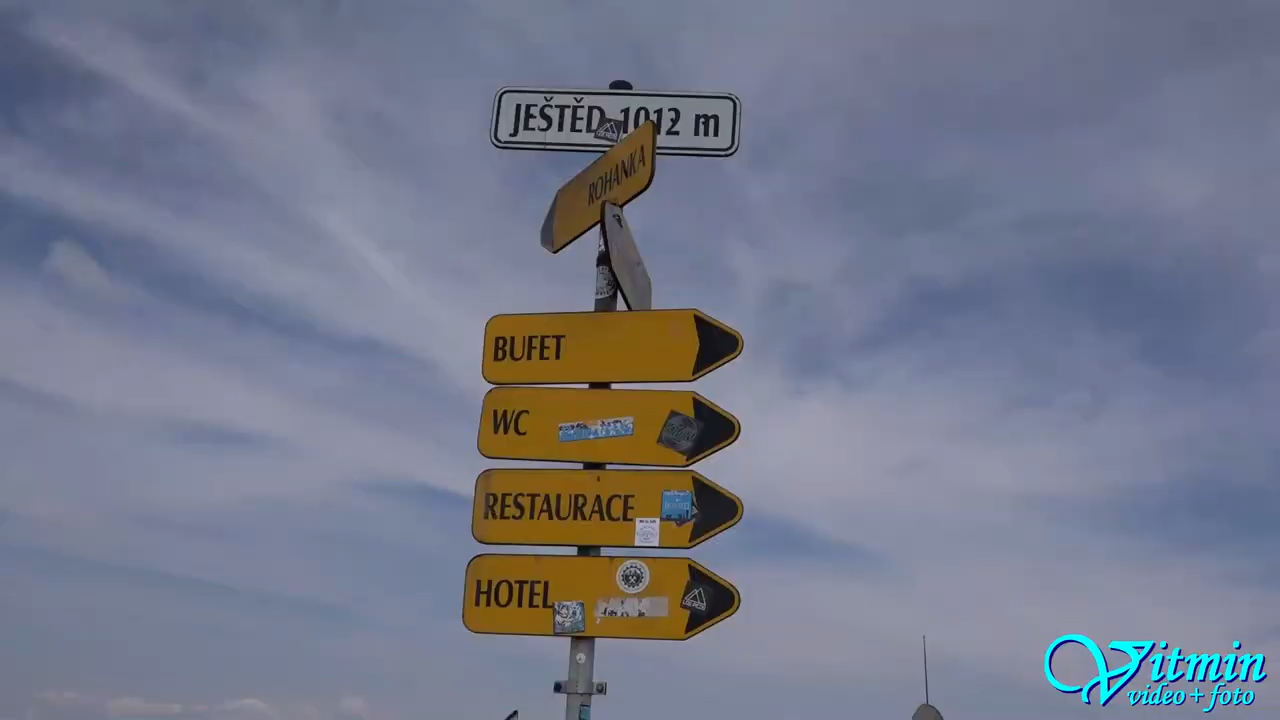 JEŠTĚD 1012 m
ROHANKA
BUFET
WC
RESTAURACE
HOTEL
Vitmin
video + foto